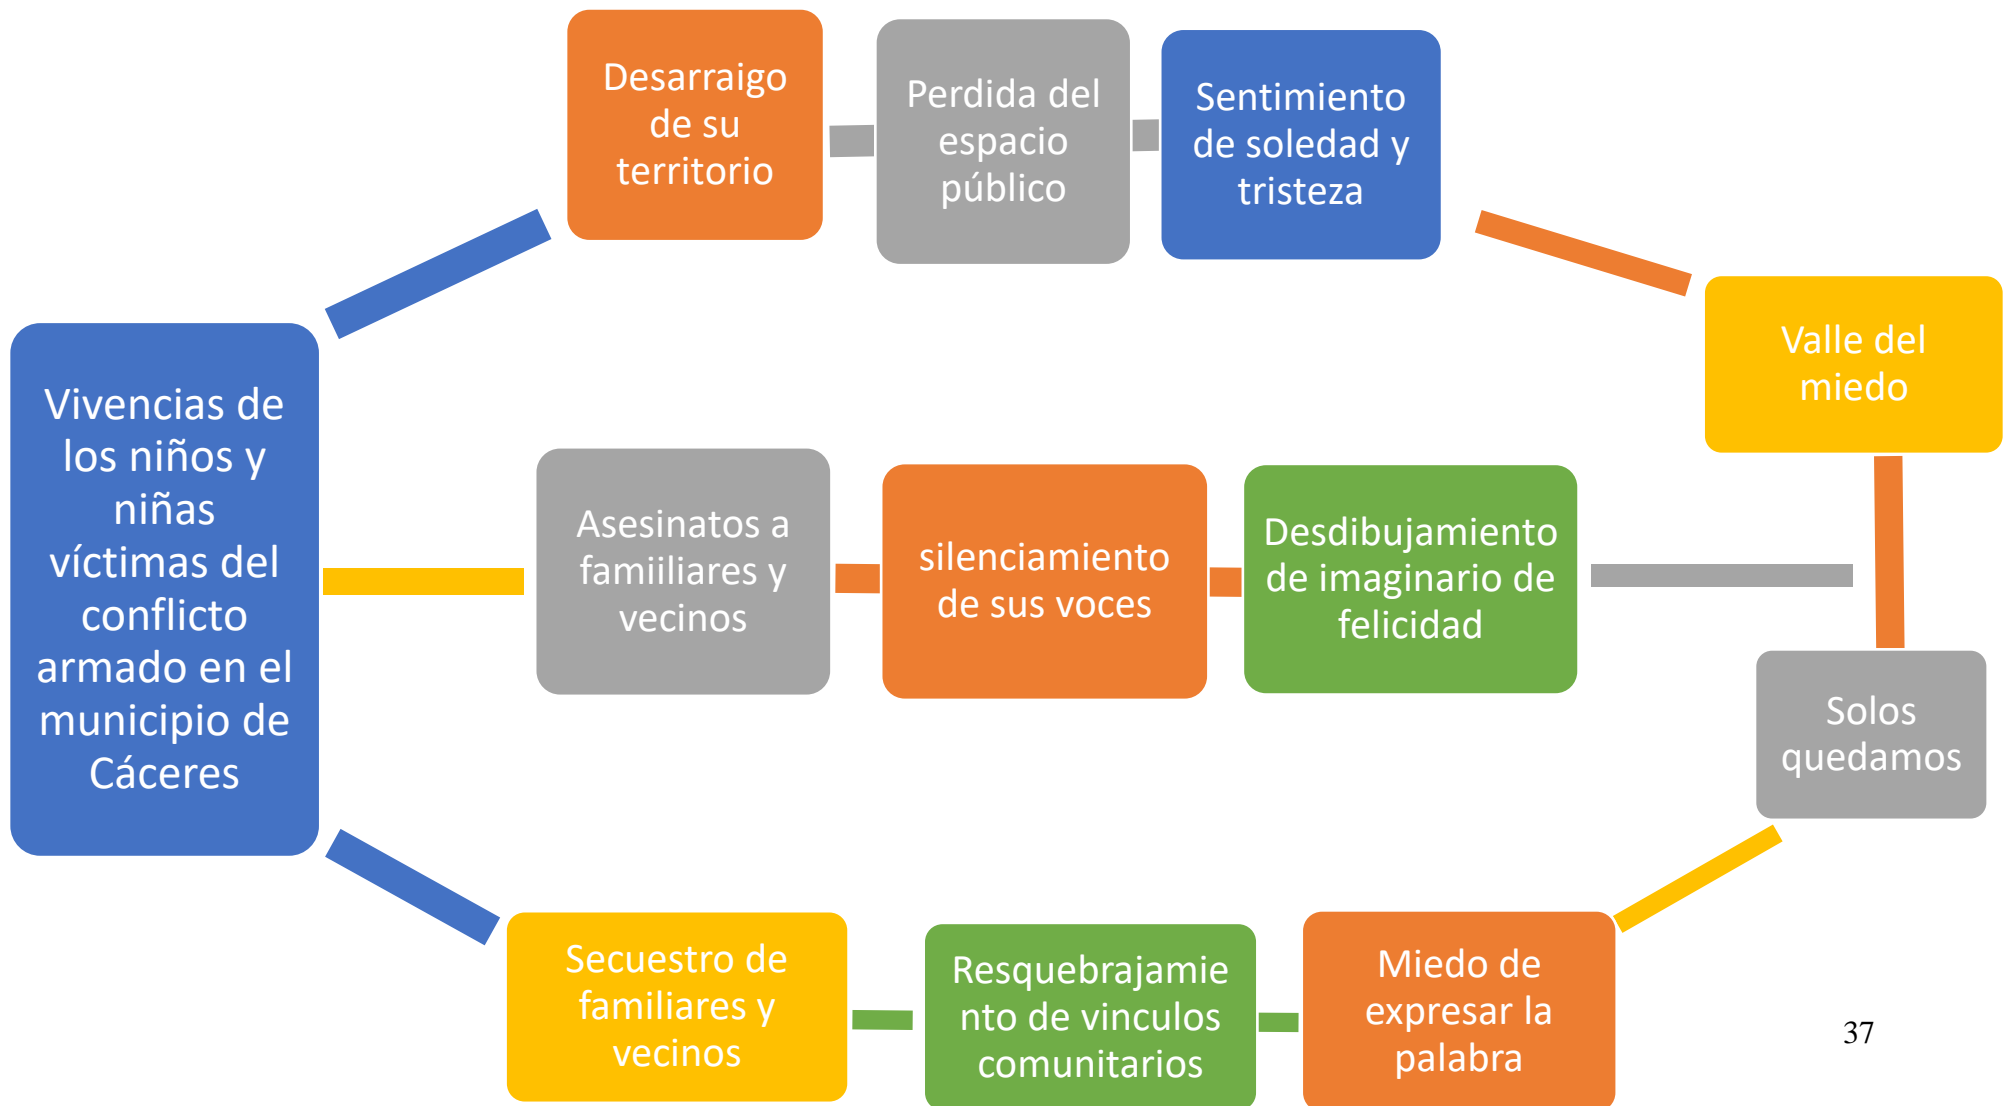 Desarraigo
de su
territorio
Perdida del
espacio
público
Sentimiento
de soledad y
tristeza
Valle del
miedo
Vivencias de
los niños y
niñas
víctimas del
conflicto
armado en el
municipio de
Cáceres
Asesinatos a
famiiliares y
vecinos
silenciamiento
de sus voces
Desdibujamiento
de imaginario de
felicidad
Solos
quedamos
Secuestro de
familiares y
vecinos
Resquebrajamie
nto de vinculos
comunitarios
Miedo de
expresar la
palabra
37